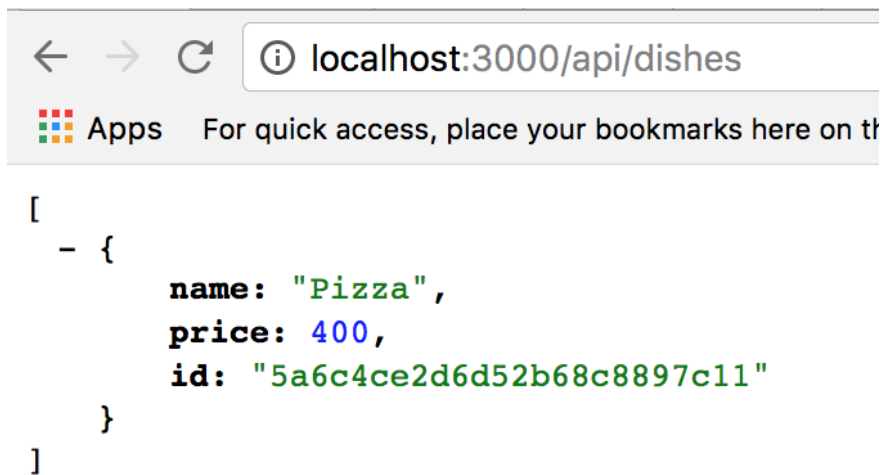 localhost:3000/api/dishes
Apps For quick access, place your bookmarks here on th
[
- {
name: "Pizza",
price: 400,
id: "5a6c4ce2d6d52b68c8897c11"
}
]